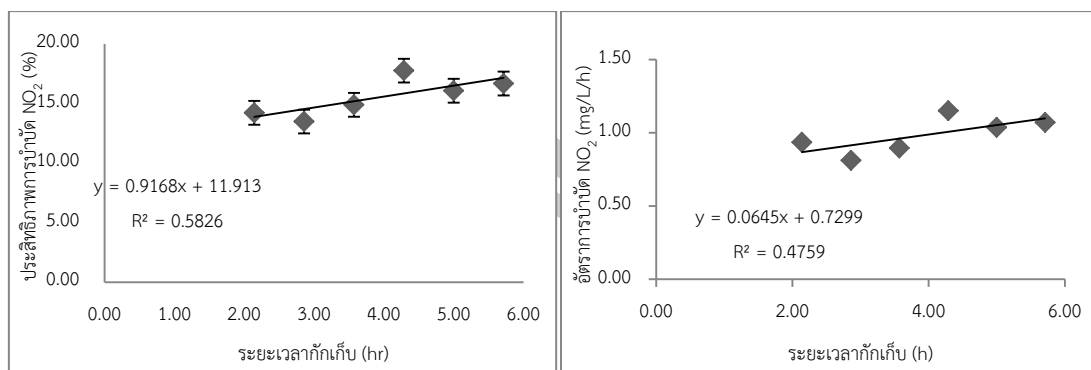 ประสิทธิภาพการบำบัด NO₂ (%)
20.00
15.00
10.00
5.00
0.00
y = 0.9168x + 11.913
R² = 0.5826
0.00 1.00 2.00 3.00 4.00 5.00 6.00
ระยะเวลากักเก็บ (hr)
อัตราการบำบัด NO₂ (mg/L/h)
1.50
1.00
0.50
0.00
y = 0.0645x + 0.7299
R² = 0.4759
0.00 2.00 4.00 6.00
ระยะเวลากักเก็บ (h)